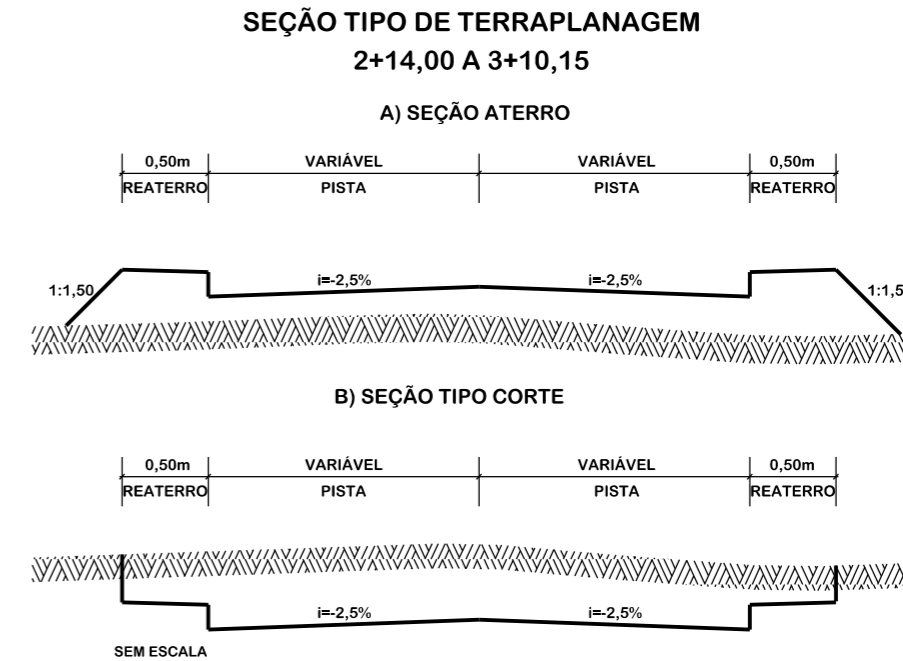 SEÇÃO TIPO DE TERRAPLANAGEM
2+14,00 A 3+10,15
A) SEÇÃO ATERRO
0,50m VARIÁVEL VARIÁVEL 0,50m
REATERRO PISTA PISTA REATERRO
i=-2,5% i=-2,5%
1:1,50 1:1,5
B) SEÇÃO TIPO CORTE
0,50m VARIÁVEL VARIÁVEL 0,50m
REATERRO PISTA PISTA REATERRO
i=-2,5% i=-2,5%
SEM ESCALA